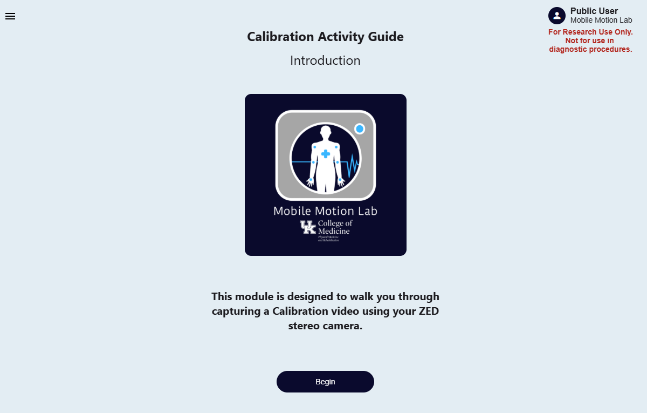 Public User
Mobile Motion Lab
For Research Use Only.
Not for use in
diagnostic procedures.
Calibration Activity Guide
Introduction
Mobile Motion Lab
UK College of
Medicine
This module is designed to walk you through
capturing a Calibration video using your ZED
stereo camera.
Begin